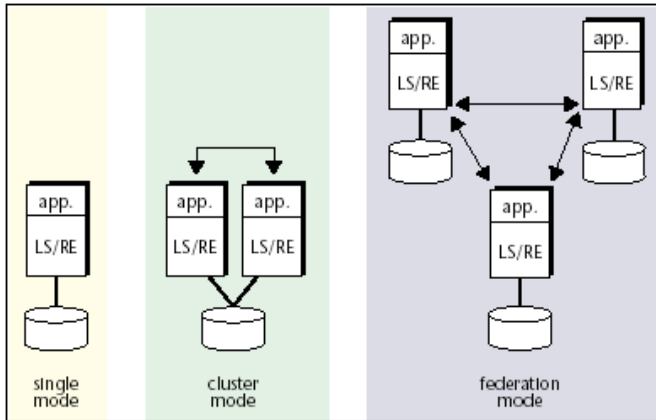 app.
LS/RE
app.
LS/RE
app.
LS/RE
app.
LS/RE
app.
LS/RE
app.
LS/RE
single
mode
cluster
mode
federation
mode